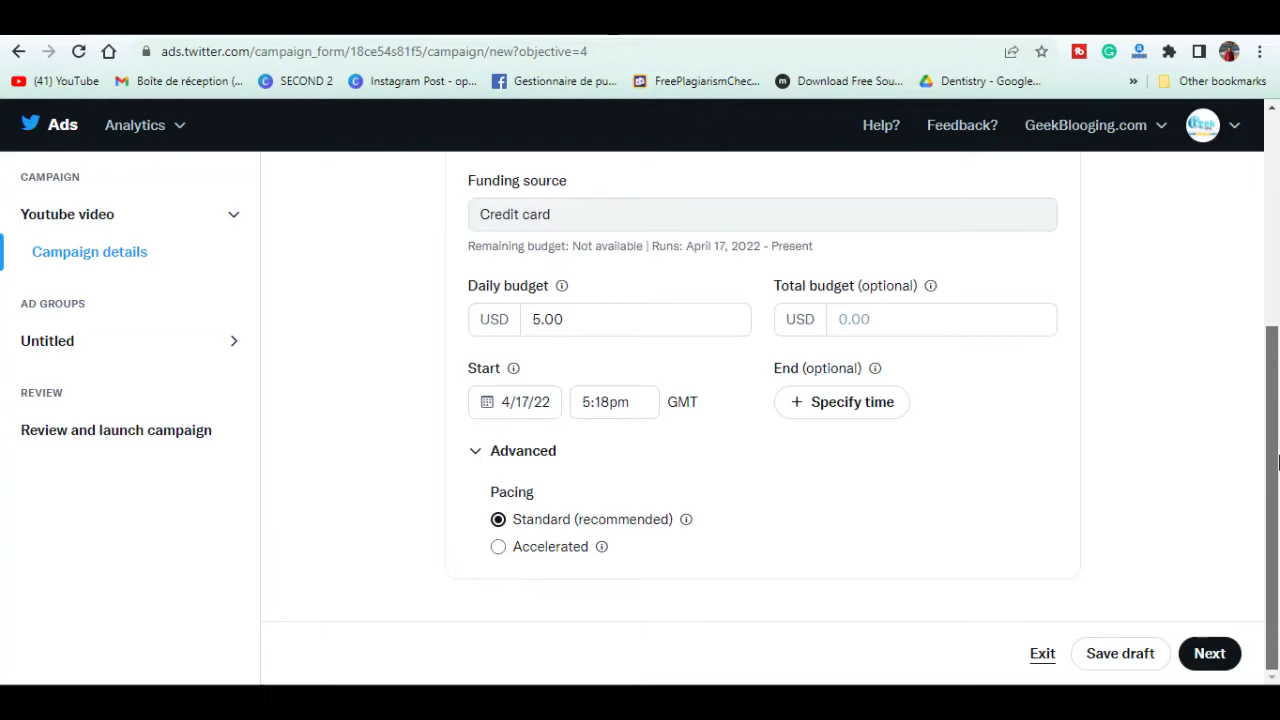 ads.twitter.com/campaign_form/18ce54s81f5/campaign/new?objective=4
(41) YouTube
Boîte de réception (...
SECOND 2
Instagram Post - op...
Gestionnaire de pu...
FreePlagiarismChec...
Download Free Sou...
Dentistry - Google...
»
Other bookmarks
Ads
Analytics
Help?
Feedback?
GeekBlooging.com
CAMPAIGN
Youtube video
Campaign details
AD GROUPS
Untitled
REVIEW
Review and launch campaign
Funding source
Credit card
Remaining budget: Not available | Runs: April 17, 2022 - Present
Daily budget
Total budget (optional)
USD 5.00
USD 0.00
Start
End (optional)
4/17/22 5:18pm GMT
+ Specify time
Advanced
Pacing
Standard (recommended)
Accelerated
Exit
Save draft
Next